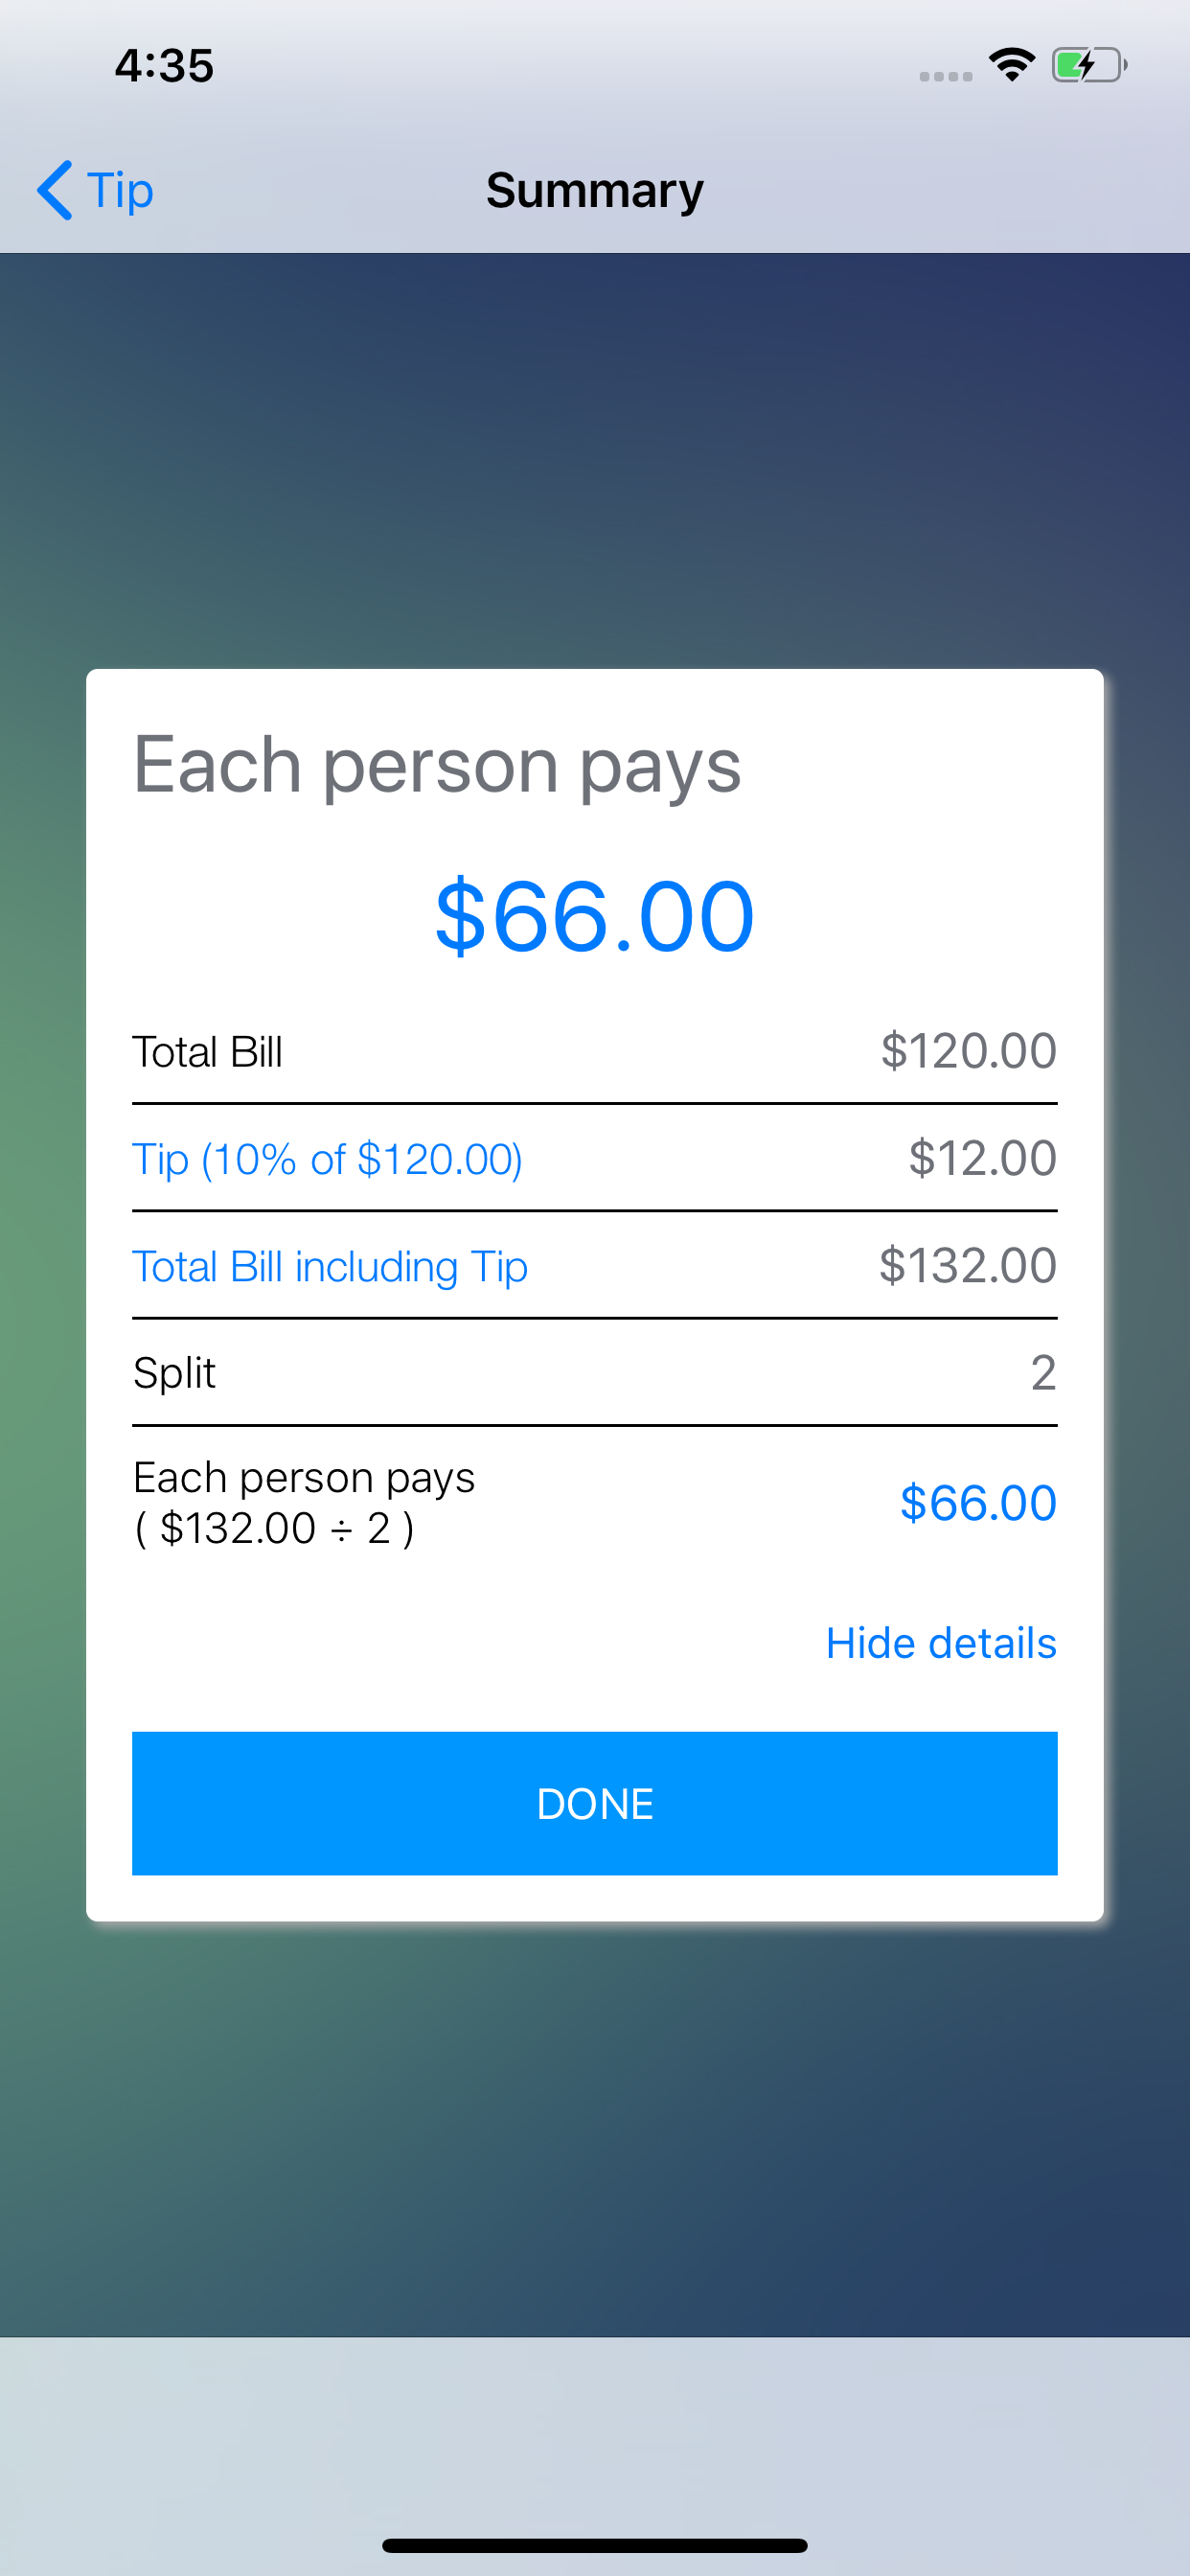 4:35
Tip
Summary
Each person pays
$66.00
Total Bill $120.00
Tip (10% of $120.00) $12.00
Total Bill including Tip $132.00
Split 2
Each person pays
( $132.00 ÷ 2 ) $66.00
Hide details
DONE